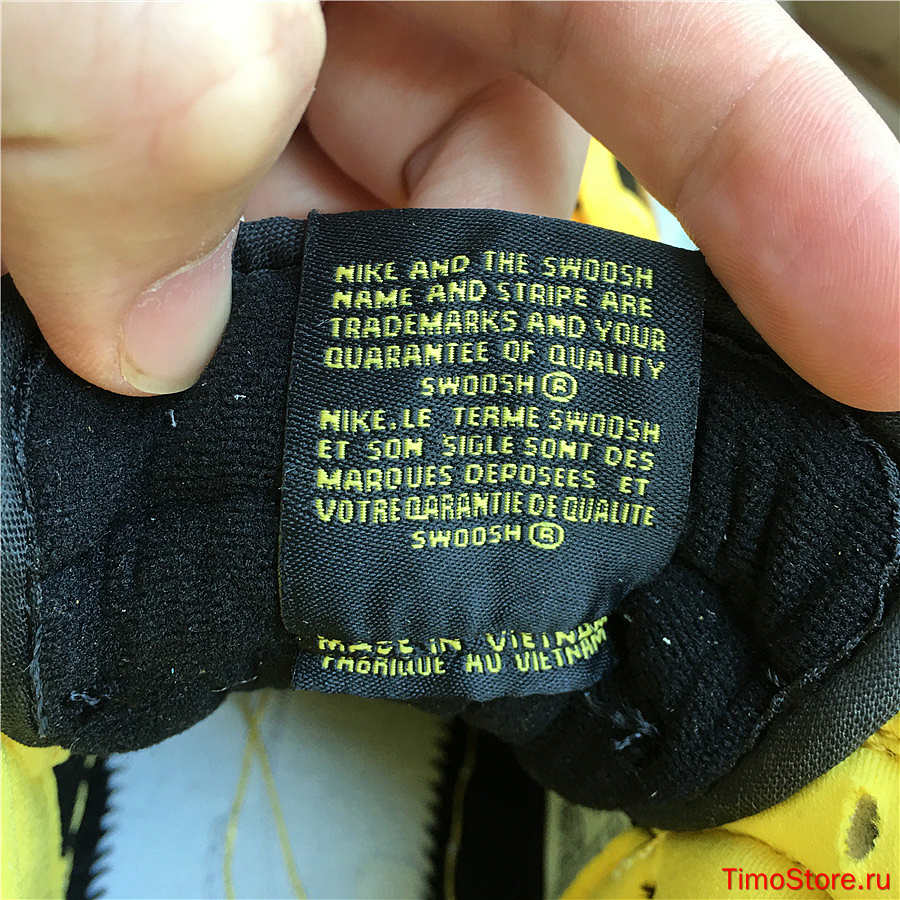 NIKE AND THE SWOOSH
NAME AND STRIPE ARE
TRADEMARKS AND YOUR
QUARANTEE OF QUALITY
SWOOSH ®
NIKE, LE TERME SWOOSH
ET SON SIGLE SONT DES
MARQUES DEPOSEES ET
VOTRE QARANTIE DE QUALITE
SWOOSH ®
MADE IN VIETNAM
FABRIQUE AU VIETNAM
TimoStore.ru